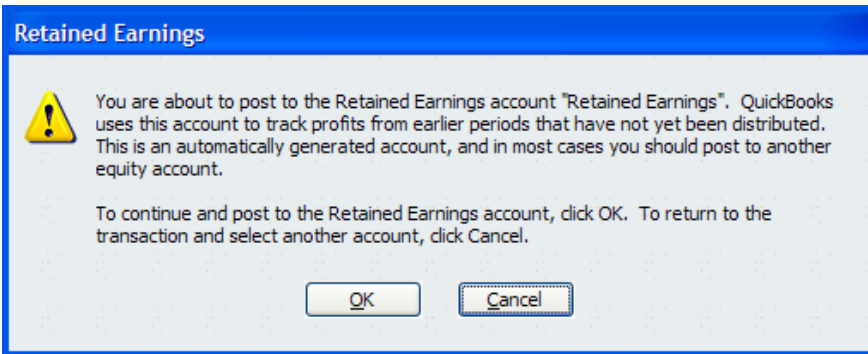 Retained Earnings
You are about to post to the Retained Earnings account "Retained Earnings".  QuickBooks
uses this account to track profits from earlier periods that have not yet been distributed.
This is an automatically generated account, and in most cases you should post to another
equity account.
To continue and post to the Retained Earnings account, click OK.  To return to the
transaction and select another account, click Cancel.
OK
Cancel